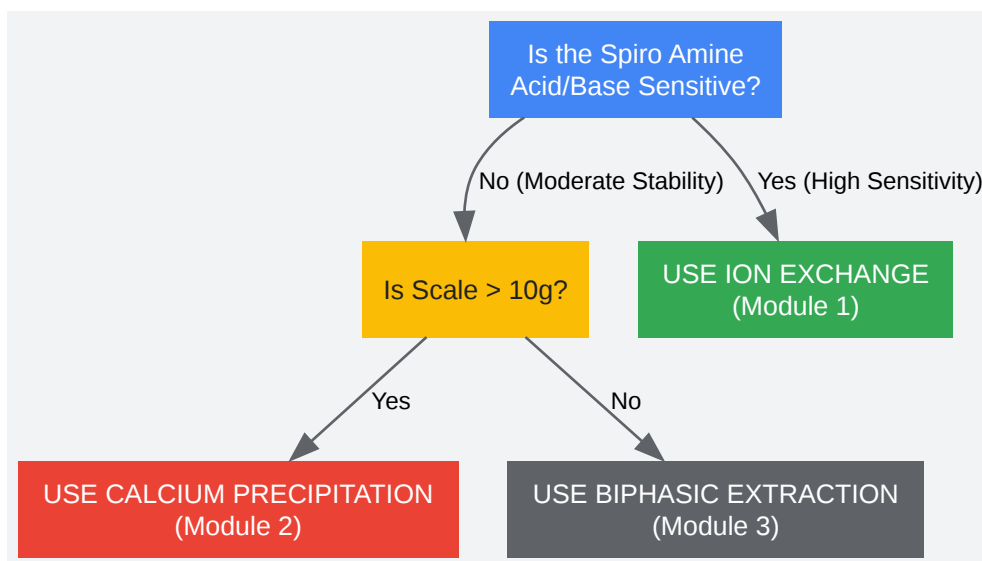 Is the Spiro Amine
Acid/Base Sensitive?
No (Moderate Stability)
Yes (High Sensitivity)
Is Scale > 10g?
USE ION EXCHANGE
(Module 1)
Yes
No
USE CALCIUM PRECIPITATION
(Module 2)
USE BIPHASIC EXTRACTION
(Module 3)